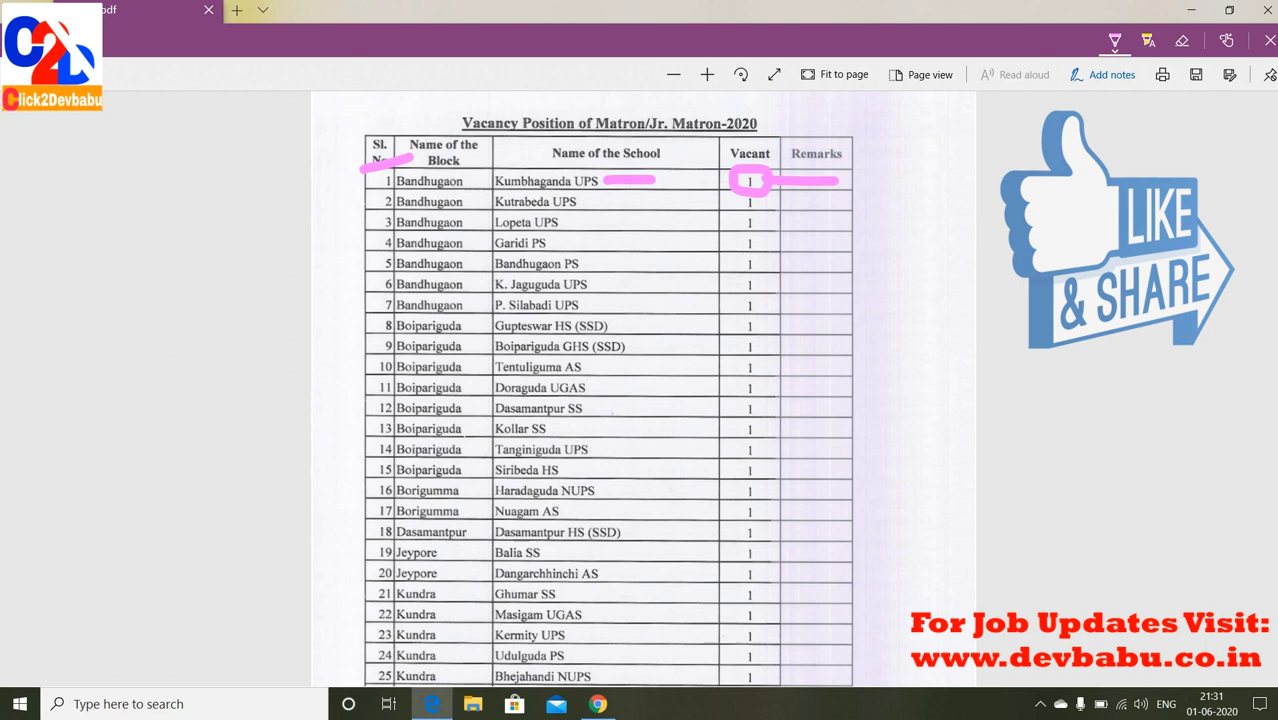 pdf
C2D
Click2Devbabu
Fit to page
Page view
Read aloud
Add notes
Vacancy Position of Matron/Jr. Matron-2020
Sl. No. Name of the Block Name of the School Vacant Remarks
1 Bandhugaon Kumbhaganda UPS 1
2 Bandhugaon Kutrabeda UPS 1
3 Bandhugaon Lopeta UPS 1
4 Bandhugaon Garidi PS 1
5 Bandhugaon Bandhugaon PS 1
6 Bandhugaon K. Jaguguda UPS 1
7 Bandhugaon P. Silabadi UPS 1
8 Boipariguda Gupteswar HS (SSD) 1
9 Boipariguda Boipariguda GHS (SSD) 1
10 Boipariguda Tentuliguma AS 1
11 Boipariguda Doraguda UGAS 1
12 Boipariguda Dasamantpur SS 1
13 Boipariguda Kollar SS 1
14 Boipariguda Tanginiguda UPS 1
15 Boipariguda Siribeda HS 1
16 Borigumma Haradaguda NUPS 1
17 Borigumma Nuagam AS 1
18 Dasamantpur Dasamantpur HS (SSD) 1
19 Jeypore Balia SS 1
20 Jeypore Dangarchhinchi AS 1
21 Kundra Ghumar SS 1
22 Kundra Masigam UGAS 1
23 Kundra Kermity UPS 1
24 Kundra Udulguda PS 1
25 Kundra Bhejahandi NUPS 1
LIKE
& SHARE
For Job Updates Visit:
www.devbabu.co.in
Type here to search
ENG
21:31
01-06-2020